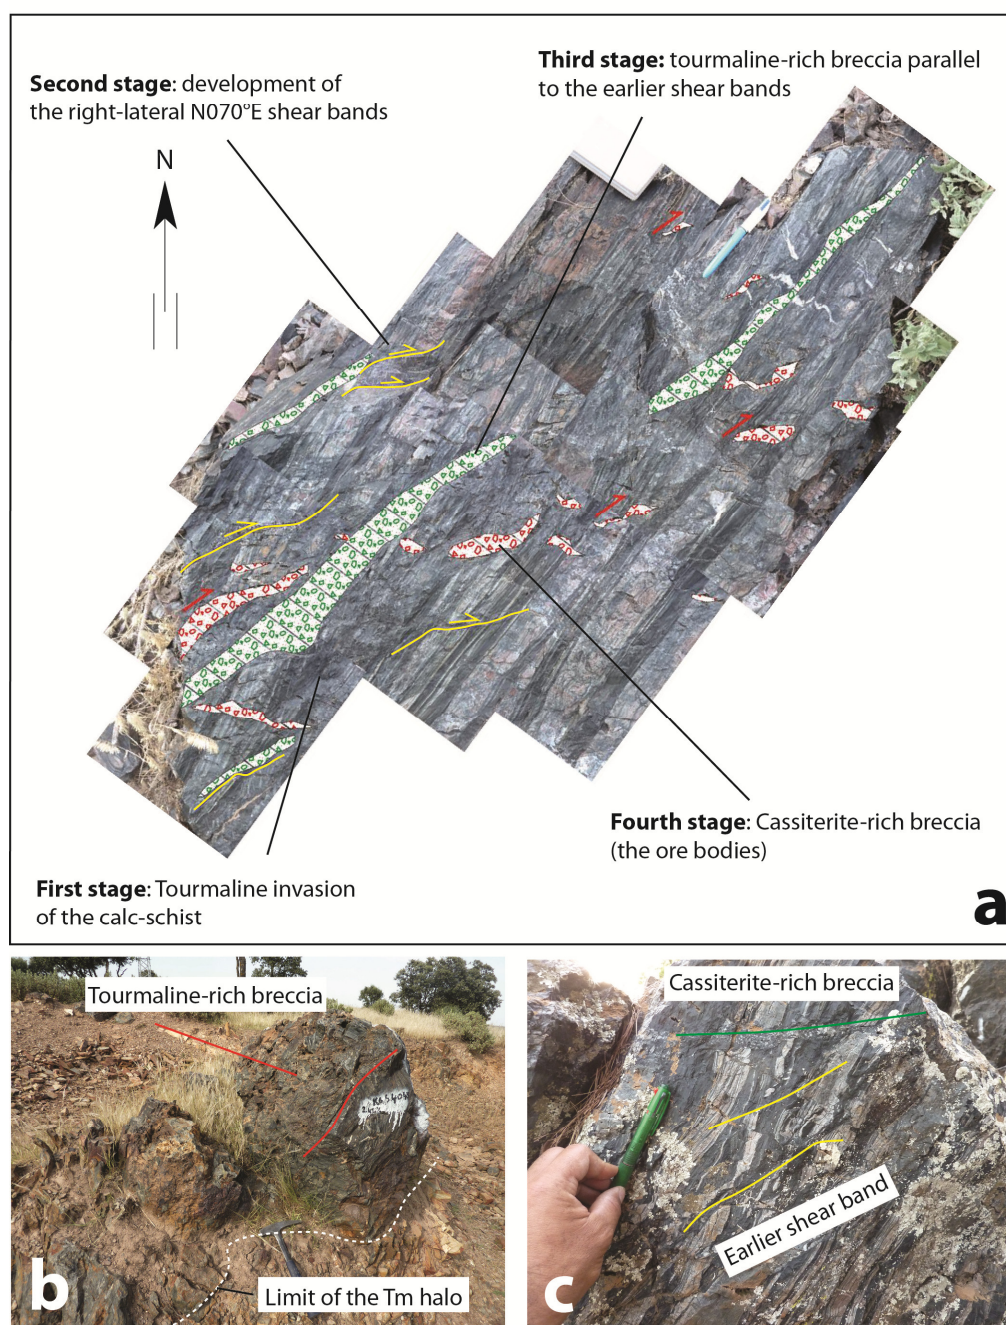 Second stage: development of
the right-lateral N070°E shear bands
Third stage: tourmaline-rich breccia parallel
to the earlier shear bands
N
Fourth stage: Cassiterite-rich breccia
(the ore bodies)
First stage: Tourmaline invasion
of the calc-schist
a
Tourmaline-rich breccia
b
Limit of the Tm halo
Cassiterite-rich breccia
Earlier shear band
c